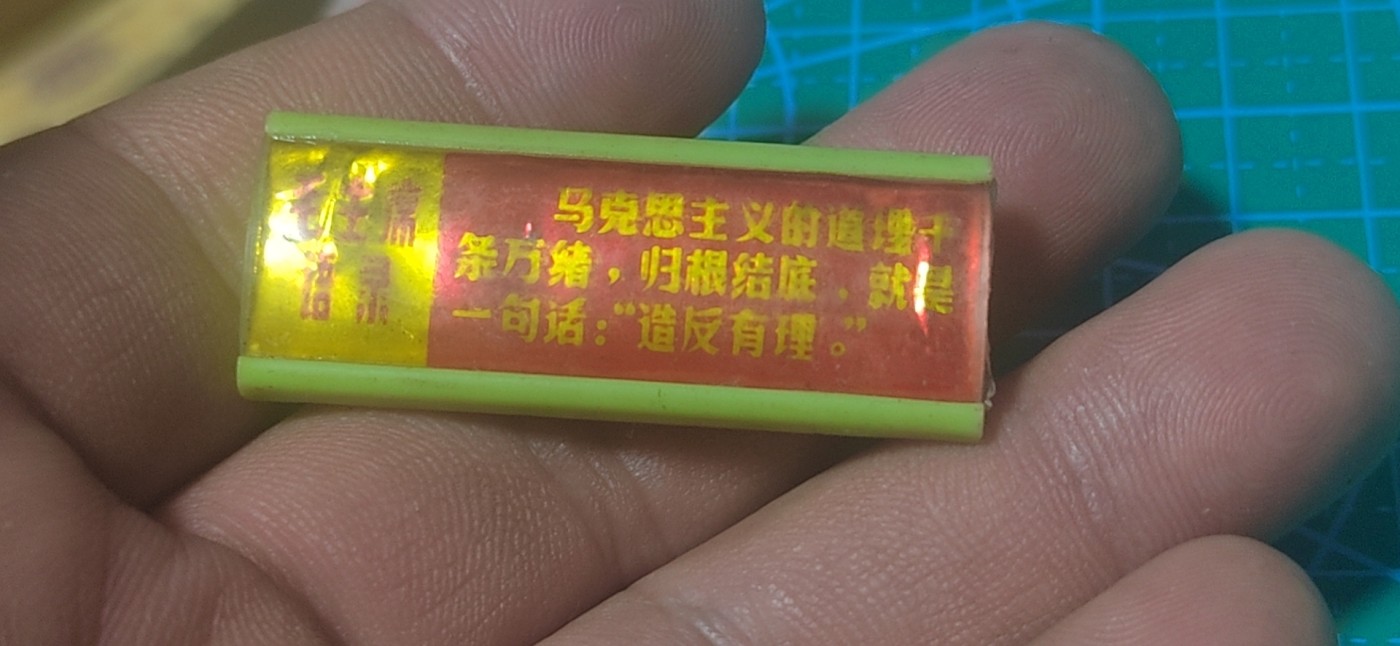 毛主席
语录
马克思主义的道理千
条万绪，归根结底，就是
一句话：“造反有理。”